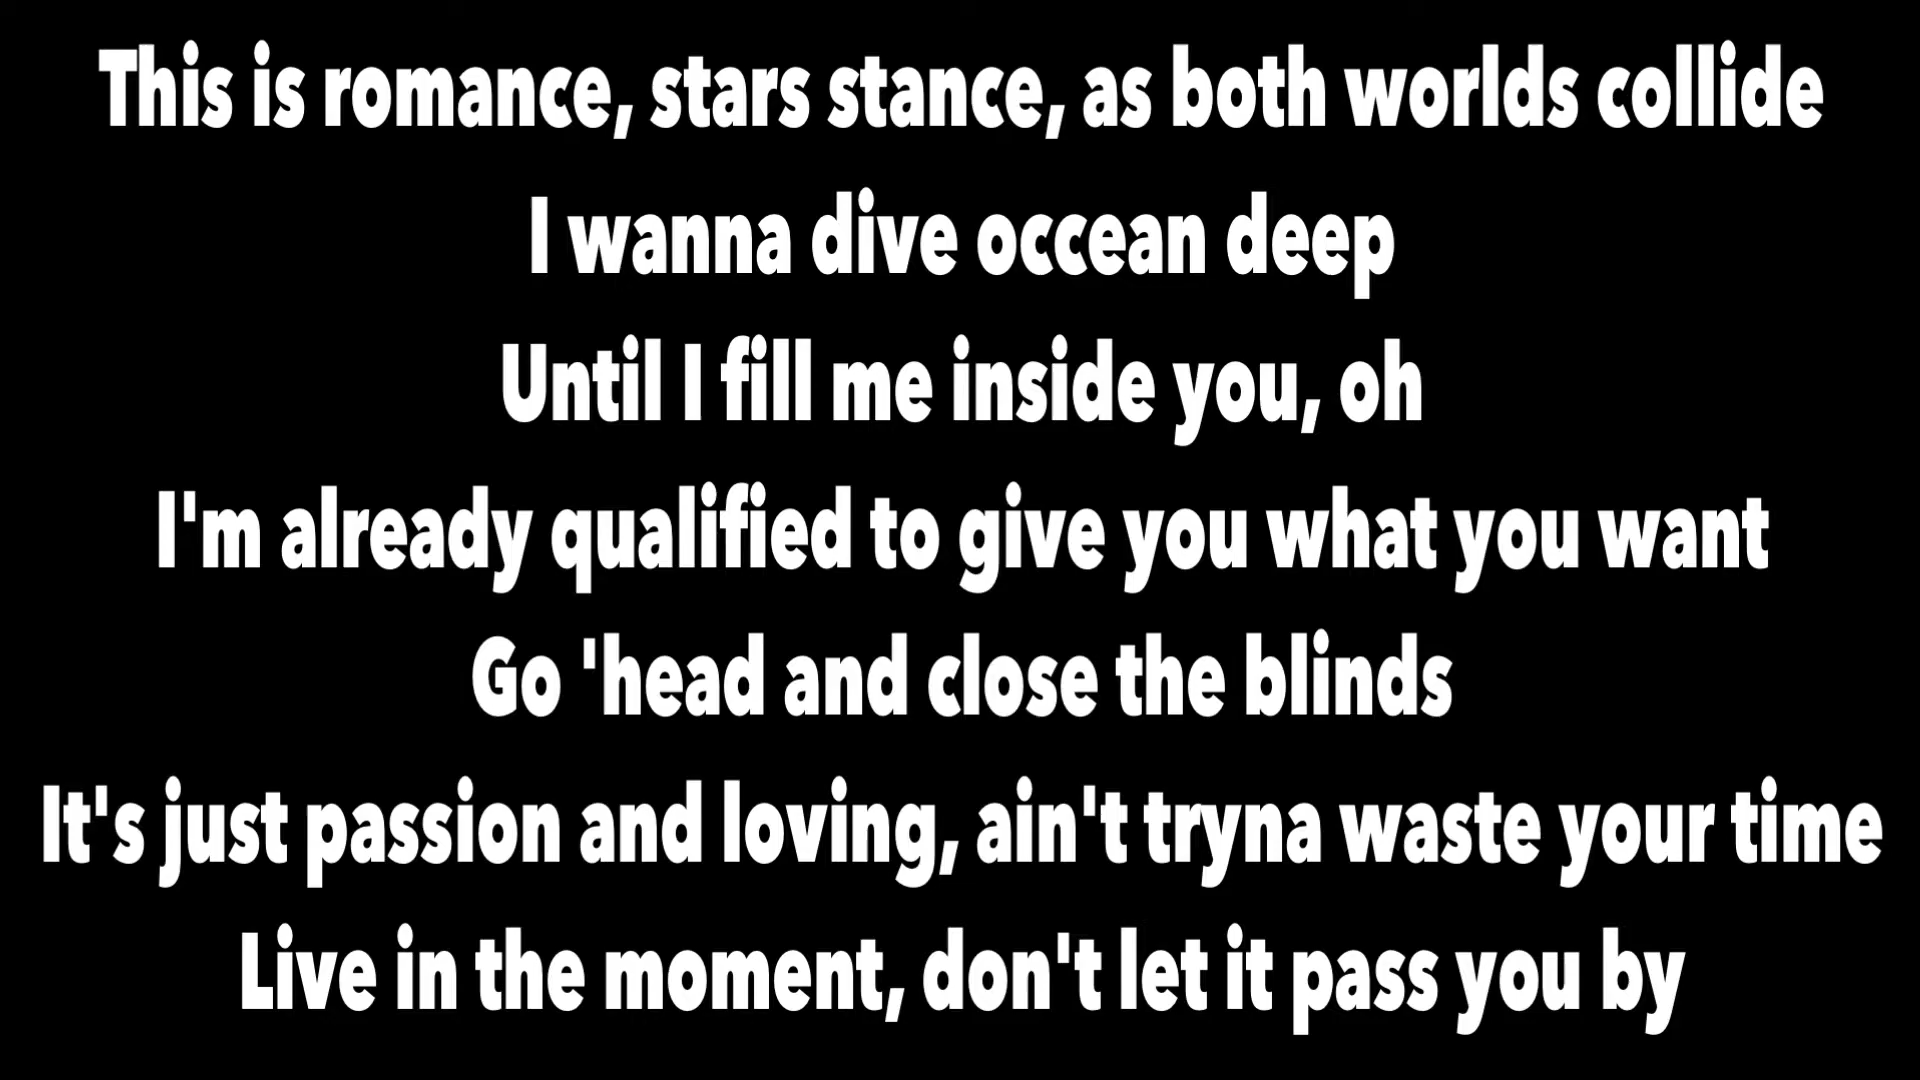 This is romance, stars stance, as both worlds collide
I wanna dive occean deep
Until I fill me inside you, oh
I'm already qualified to give you what you want
Go 'head and close the blinds
It's just passion and loving, ain't tryna waste your time
Live in the moment, don't let it pass you by